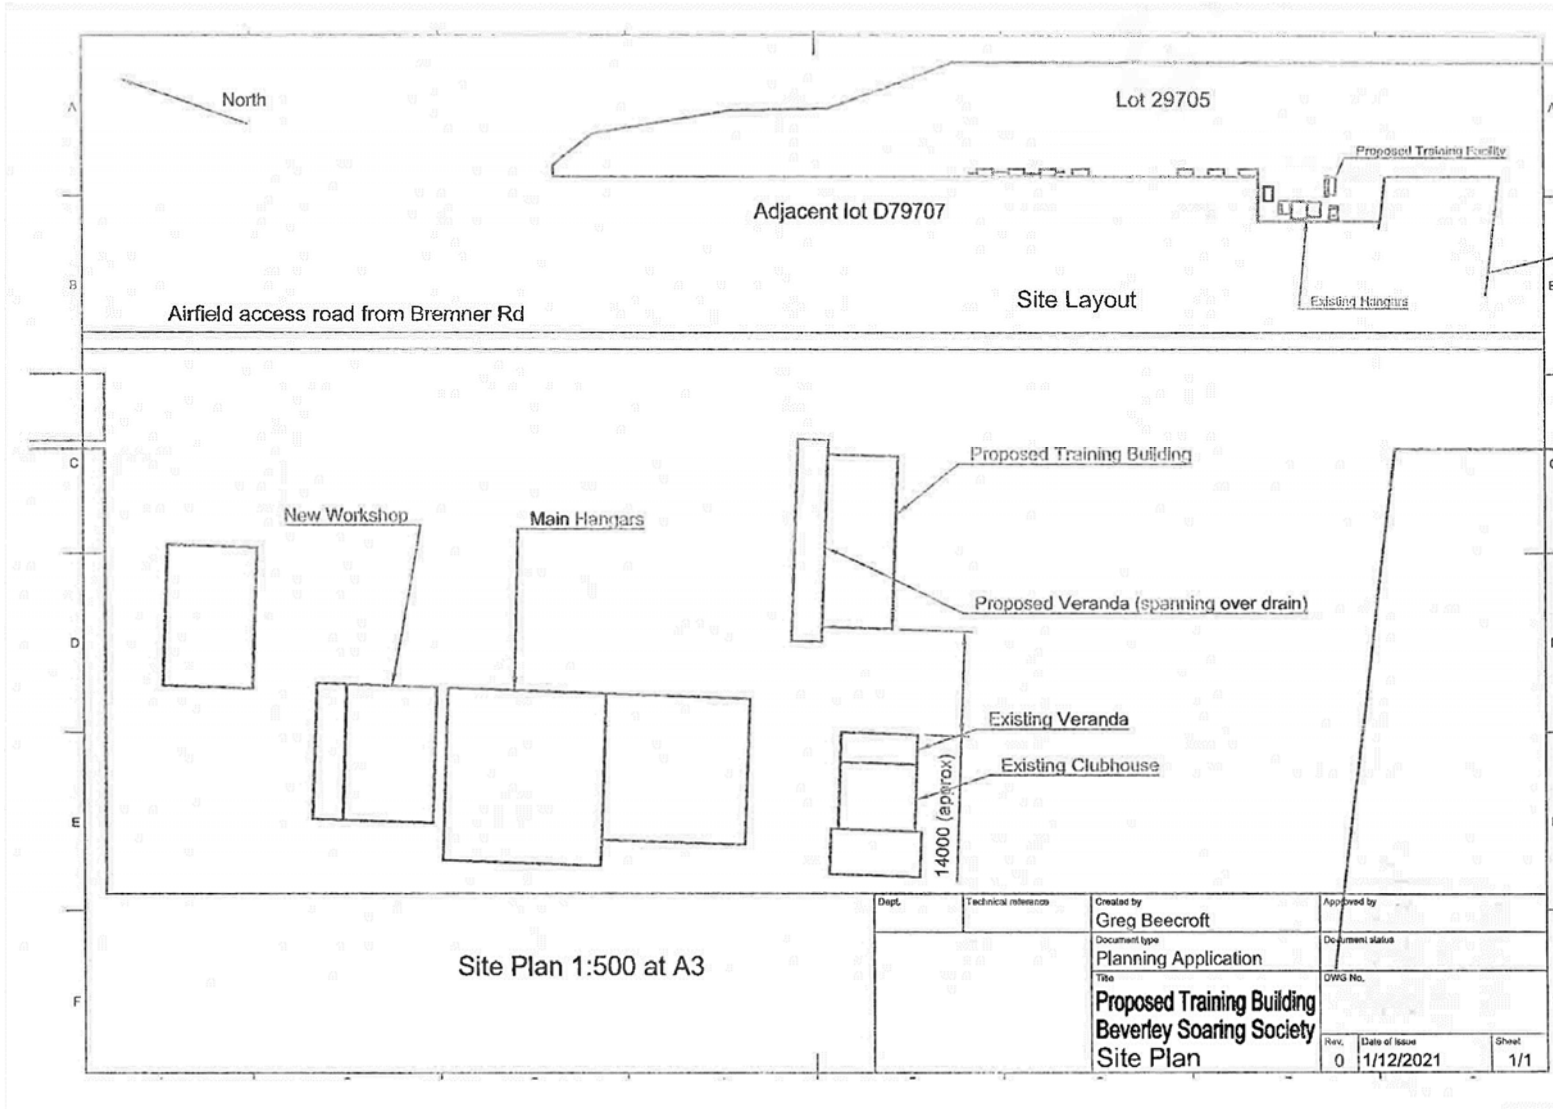 North
Lot 29705
Proposed Training Facility
Adjacent lot D79707
Airfield access road from Bremner Rd
Site Layout
Existing Hangars
A
A
B
C
D
E
F
Proposed Training Building
New Workshop
Main Hangars
Proposed Veranda (spanning over drain)
Existing Veranda
Existing Clubhouse
14000 (approx)
Site Plan 1:500 at A3
Dept.
Technical reference
Created by
Greg Beecroft
Approved by
Document type
Planning Application
Document status
Title
Proposed Training Building
Beverley Soaring Society
Site Plan
DWG No.
Rev.
0
Date of Issue
1/12/2021
Sheet
1/1